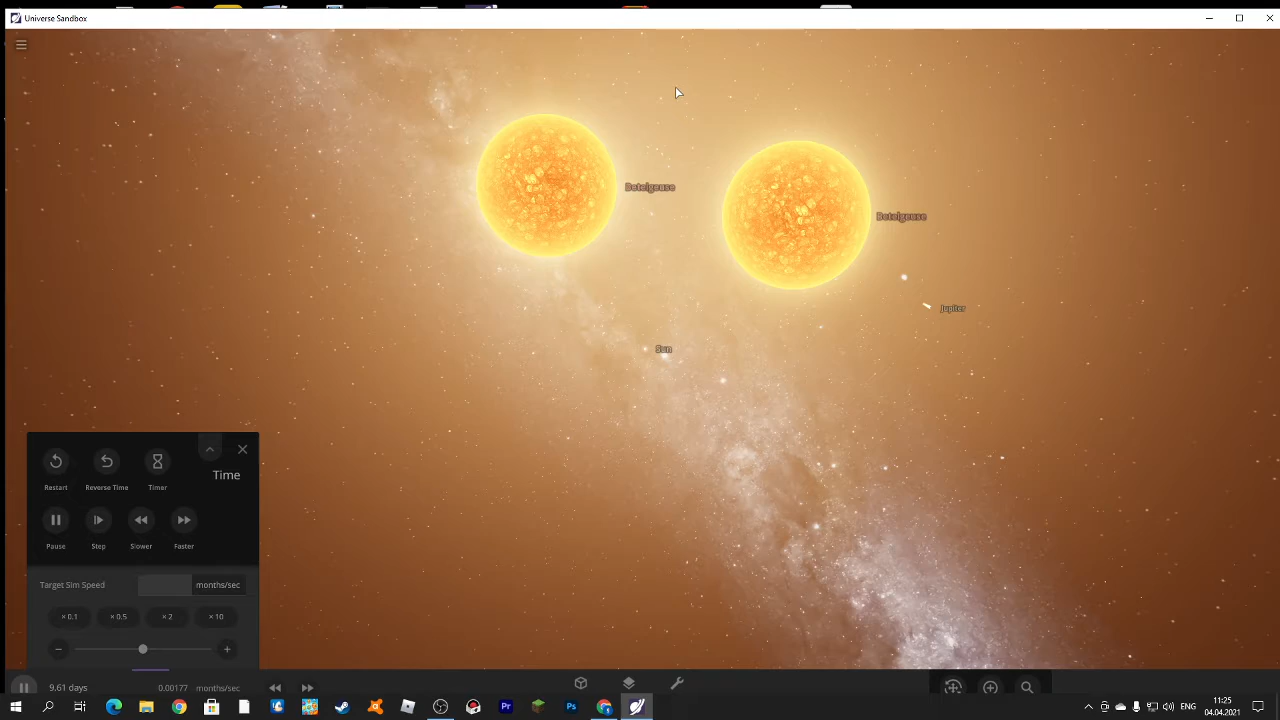 Universe Sandbox
Betelgeuse
Betelgeuse
Jupiter
Sun
Time
Restart
Reverse Time
Timer
Pause
Step
Slower
Faster
Target Sim Speed
months/sec
× 0.1
× 0.5
× 2
× 10
9.61 days
0.00177 months/sec
Pr
Ps
ENG
11:25
04.04.2021